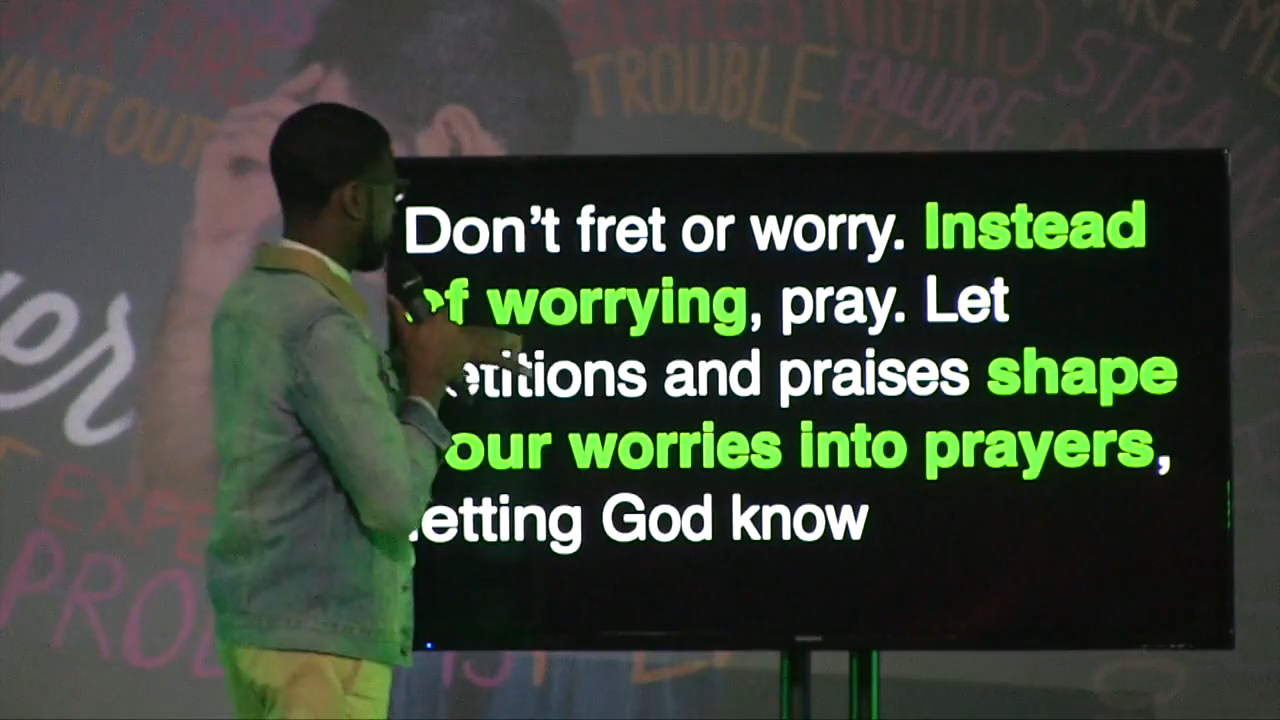 WANT OUT
TROUBLE
FAILURE
Don't fret or worry. Instead
of worrying, pray. Let
etitions and praises shape
our worries into prayers,
etting God know